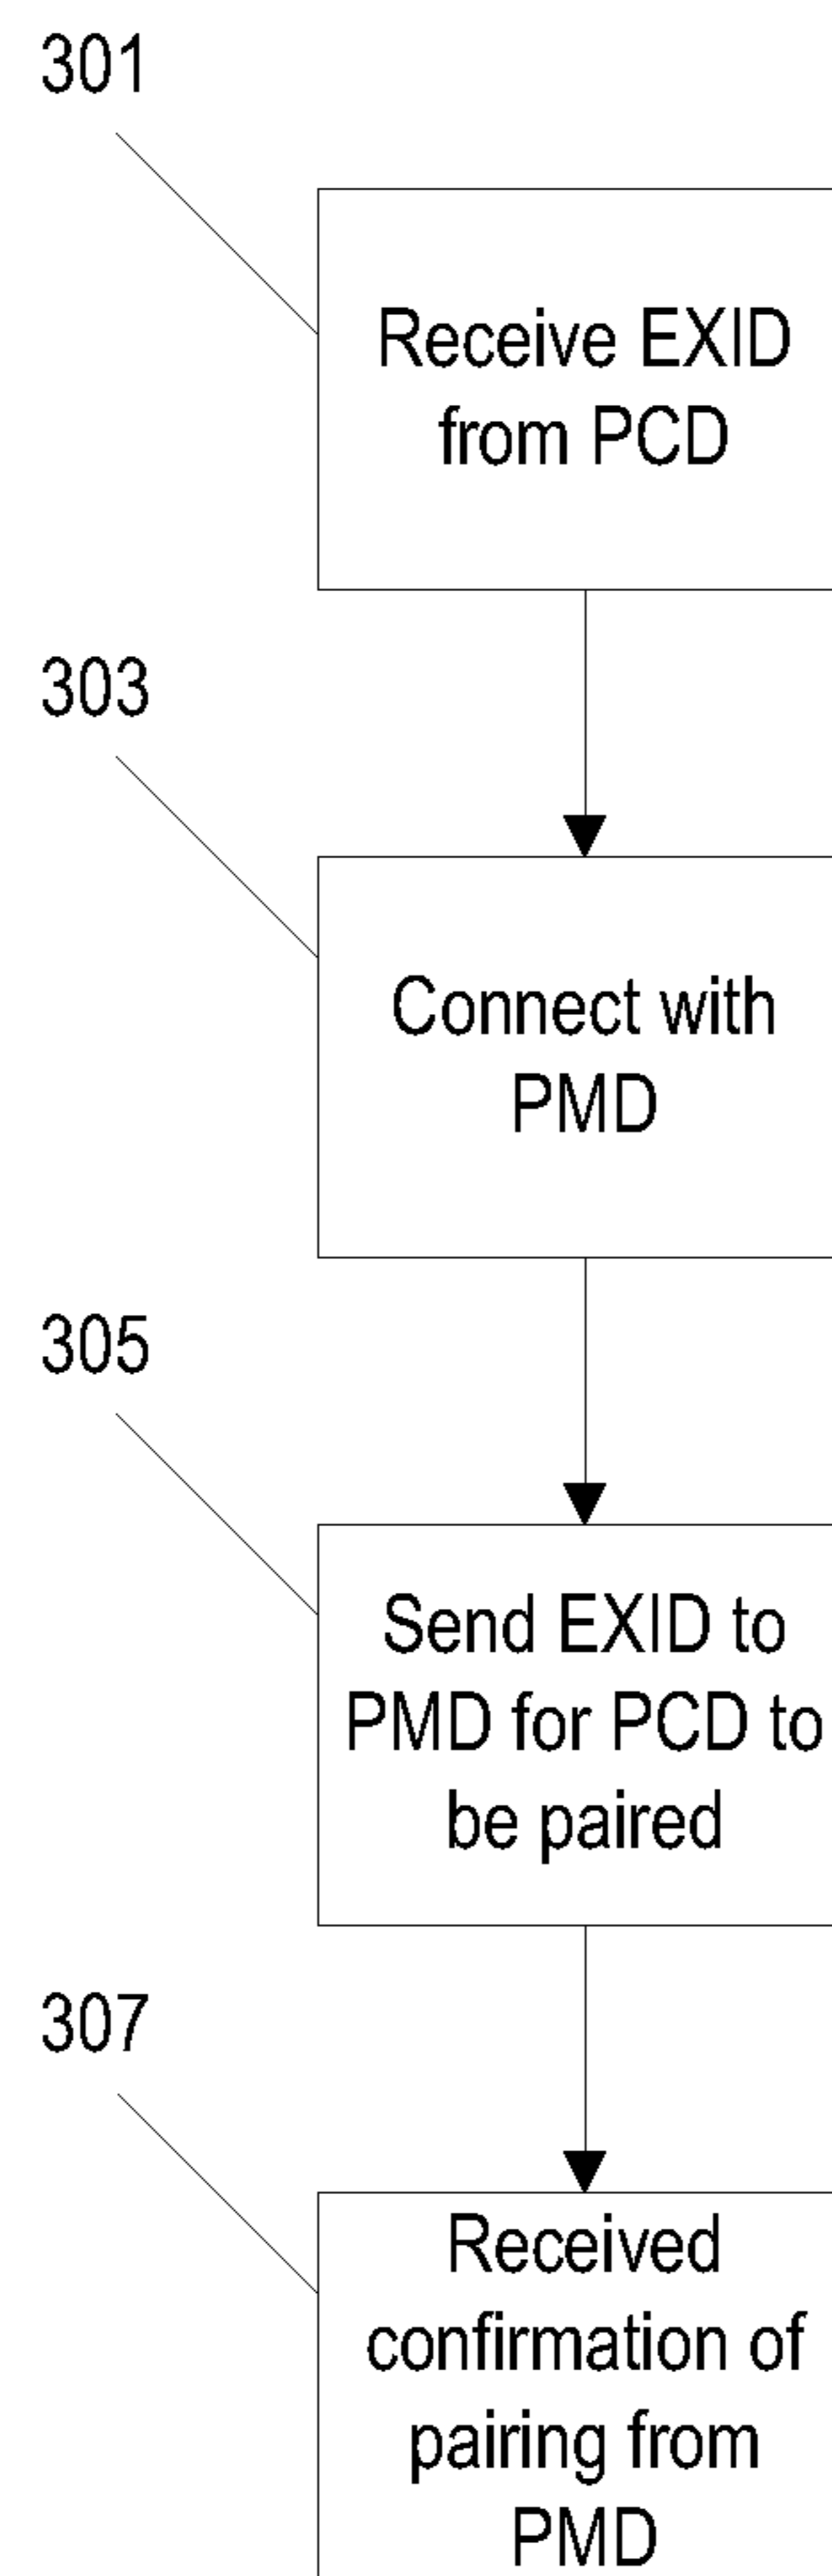 301
Receive EXID
from PCD
303
Connect with
PMD
305
Send EXID to
PMD for PCD to
be paired
307
Received
confirmation of
pairing from
PMD